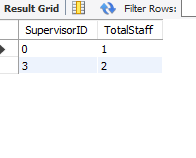 Result Grid Filter Rows:
SupervisorID TotalStaff
0 1
3 2